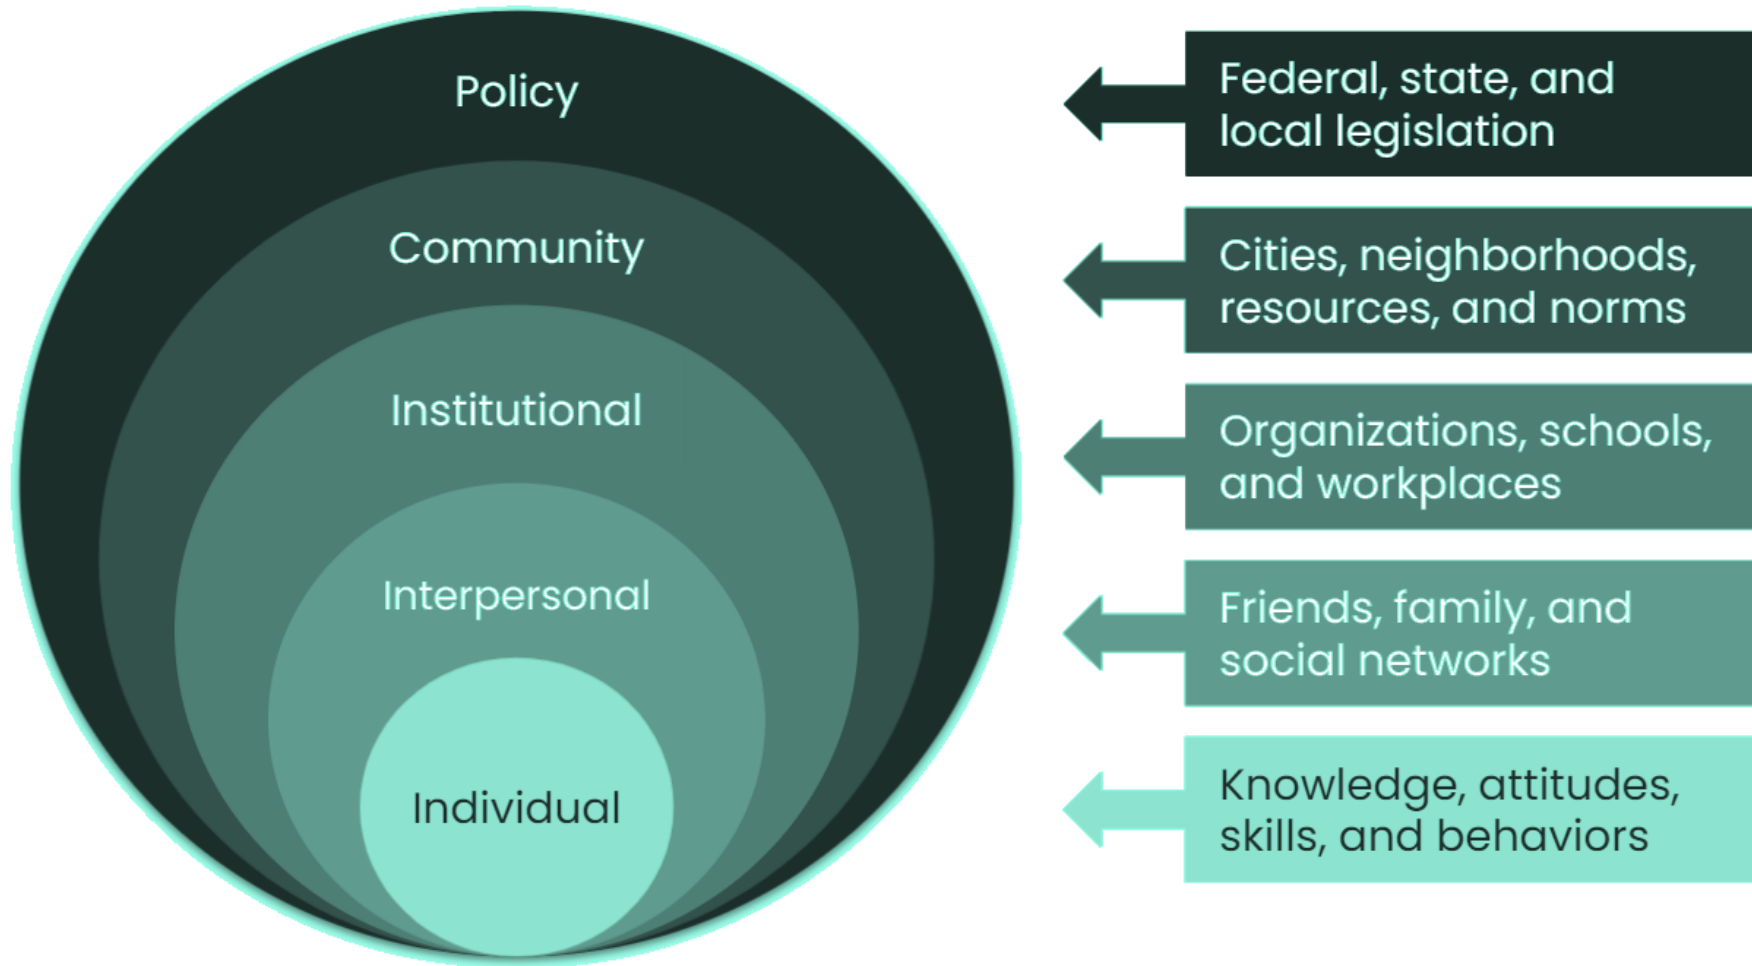 Policy
Community
Institutional
Interpersonal
Individual
Federal, state, and
local legislation
Cities, neighborhoods,
resources, and norms
Organizations, schools,
and workplaces
Friends, family, and
social networks
Knowledge, attitudes,
skills, and behaviors